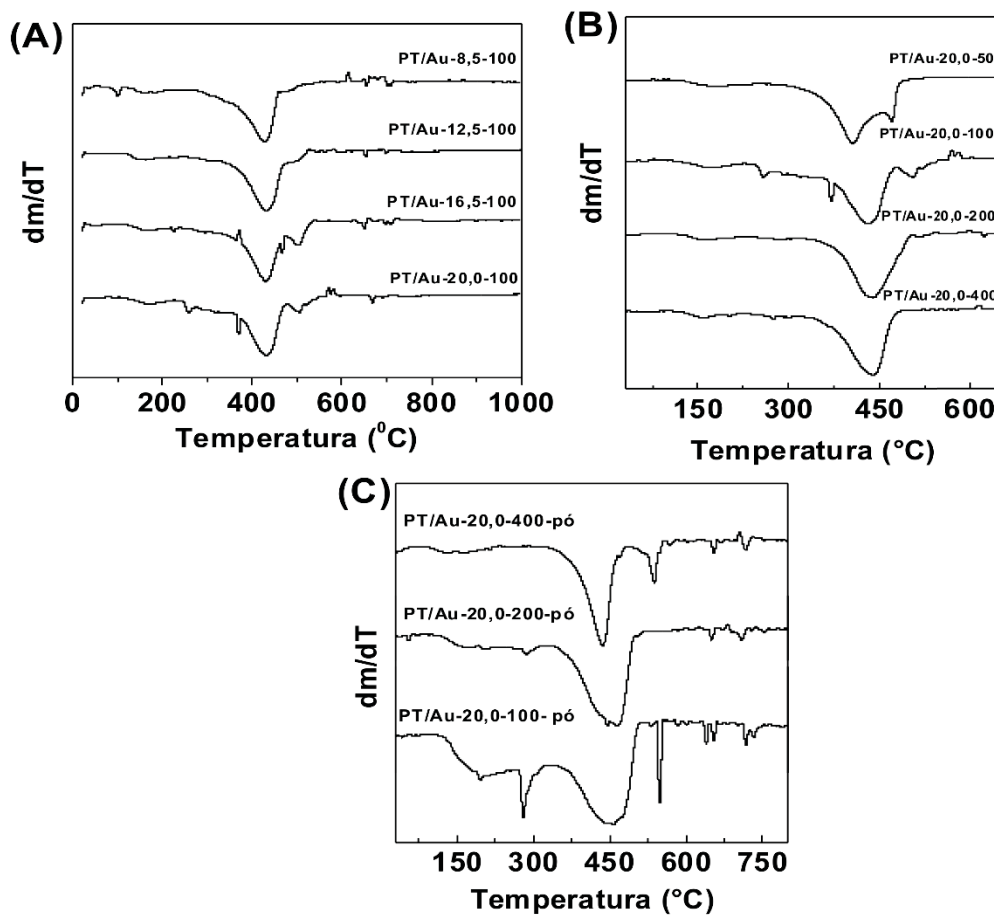 (A)
PT/Au-8,5-100
PT/Au-12,5-100
PT/Au-16,5-100
PT/Au-20,0-100
dm/dT
0 200 400 600 800 1000
Temperatura (⁰C)
(B)
PT/Au-20,0-50
PT/Au-20,0-100
PT/Au-20,0-200
PT/Au-20,0-400
dm/dT
150 300 450 600
Temperatura (°C)
(C)
PT/Au-20,0-400-pó
PT/Au-20,0-200-pó
PT/Au-20,0-100- pó
dm/dT
150 300 450 600 750
Temperatura (°C)